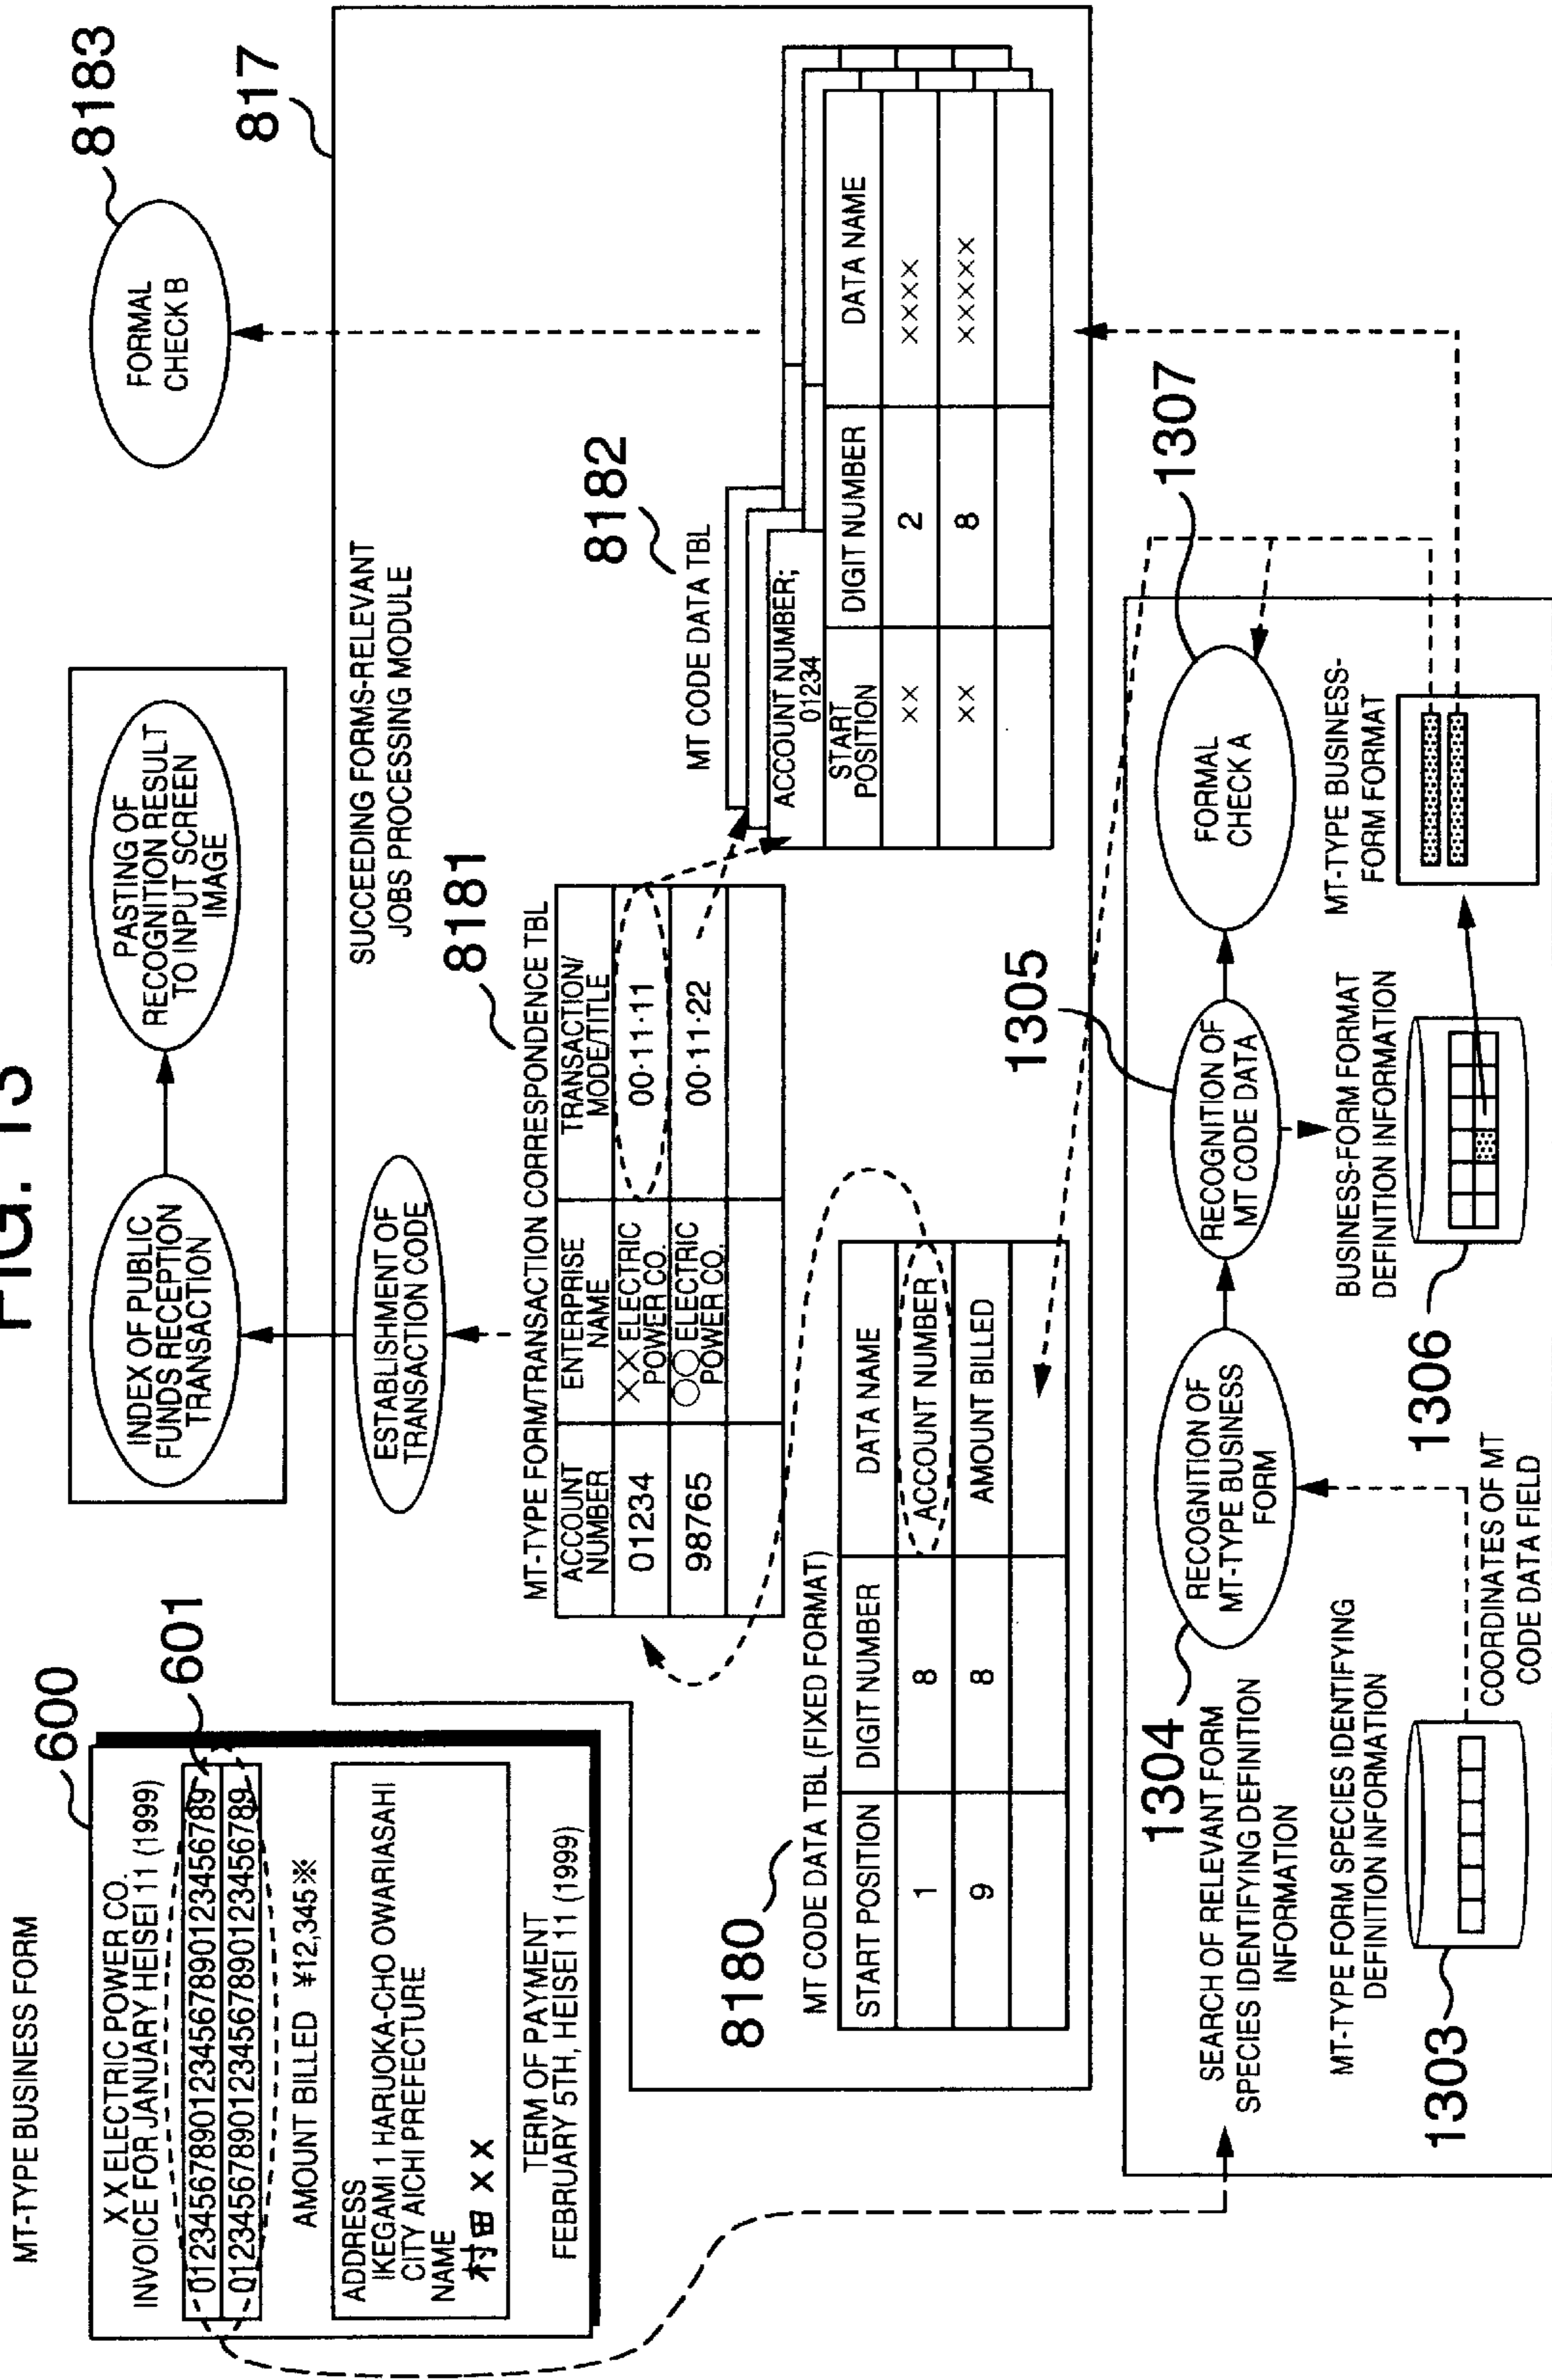 FIG. 13
MT-TYPE BUSINESS FORM
600
X X ELECTRIC POWER CO.
INVOICE FOR JANUARY HEISEI 11 (1999)
601
012345678901234567890123456789
012345678901234567890123456789
AMOUNT BILLED ¥12,345※
ADDRESS
IKEGAMI 1 HARUOKA-CHO OWARIASAHI
CITY AICHI PREFECTURE
NAME
村田 X X
TERM OF PAYMENT
FEBRUARY 5TH, HEISEI 11 (1999)
INDEX OF PUBLIC
FUNDS RECEPTION
TRANSACTION
PASTING OF
RECOGNITION RESULT
TO INPUT SCREEN
IMAGE
ESTABLISHMENT OF
TRANSACTION CODE
FORMAL
CHECK B
8183
817
SUCCEEDING FORMS-RELEVANT
JOBS PROCESSING MODULE
8181
MT-TYPE FORM/TRANSACTION CORRESPONDENCE TBL
ACCOUNT
NUMBER
ENTERPRISE
NAME
TRANSACTION/
MODE/TITLE
01234
X X ELECTRIC
POWER CO.
00·11·11
98765
○○ ELECTRIC
POWER CO.
00·11·22
8182
MT CODE DATA TBL
ACCOUNT NUMBER;
01234
START
POSITION
DIGIT NUMBER
DATA NAME
XX
2
XXXX
XX
8
XXXXX
8180
MT CODE DATA TBL (FIXED FORMAT)
START POSITION
DIGIT NUMBER
DATA NAME
1
8
ACCOUNT NUMBER
9
8
AMOUNT BILLED
SEARCH OF RELEVANT FORM
SPECIES IDENTIFYING DEFINITION
INFORMATION
1304
RECOGNITION OF
MT-TYPE BUSINESS
FORM
1305
RECOGNITION OF
MT CODE DATA
1307
FORMAL
CHECK A
MT-TYPE FORM SPECIES IDENTIFYING
DEFINITION INFORMATION
1303
COORDINATES OF MT
CODE DATA FIELD
BUSINESS-FORM FORMAT
DEFINITION INFORMATION
1306
MT-TYPE BUSINESS-
FORM FORMAT